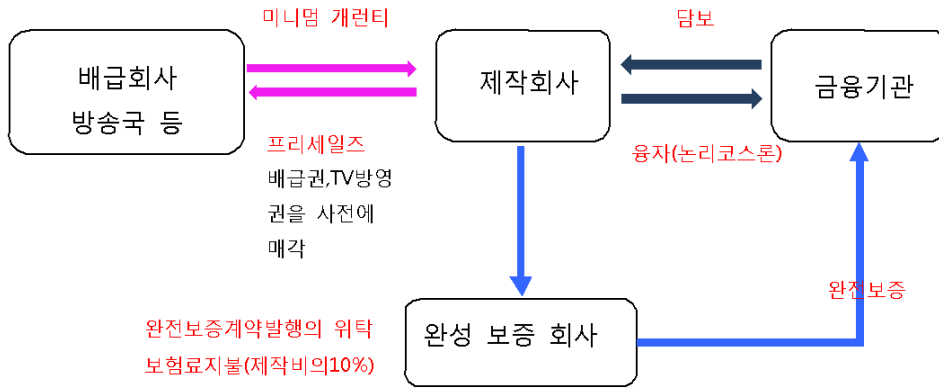 미니멈 개런티
담보
배급회사
방송국 등
제작회사
금융기관
프리세일즈
배급권,TV방영
권을 사전에
매각
융자(논리코스론)
완전보증
완전보증계약발행의 위탁
보험료지불(제작비의10%)
완성 보증 회사